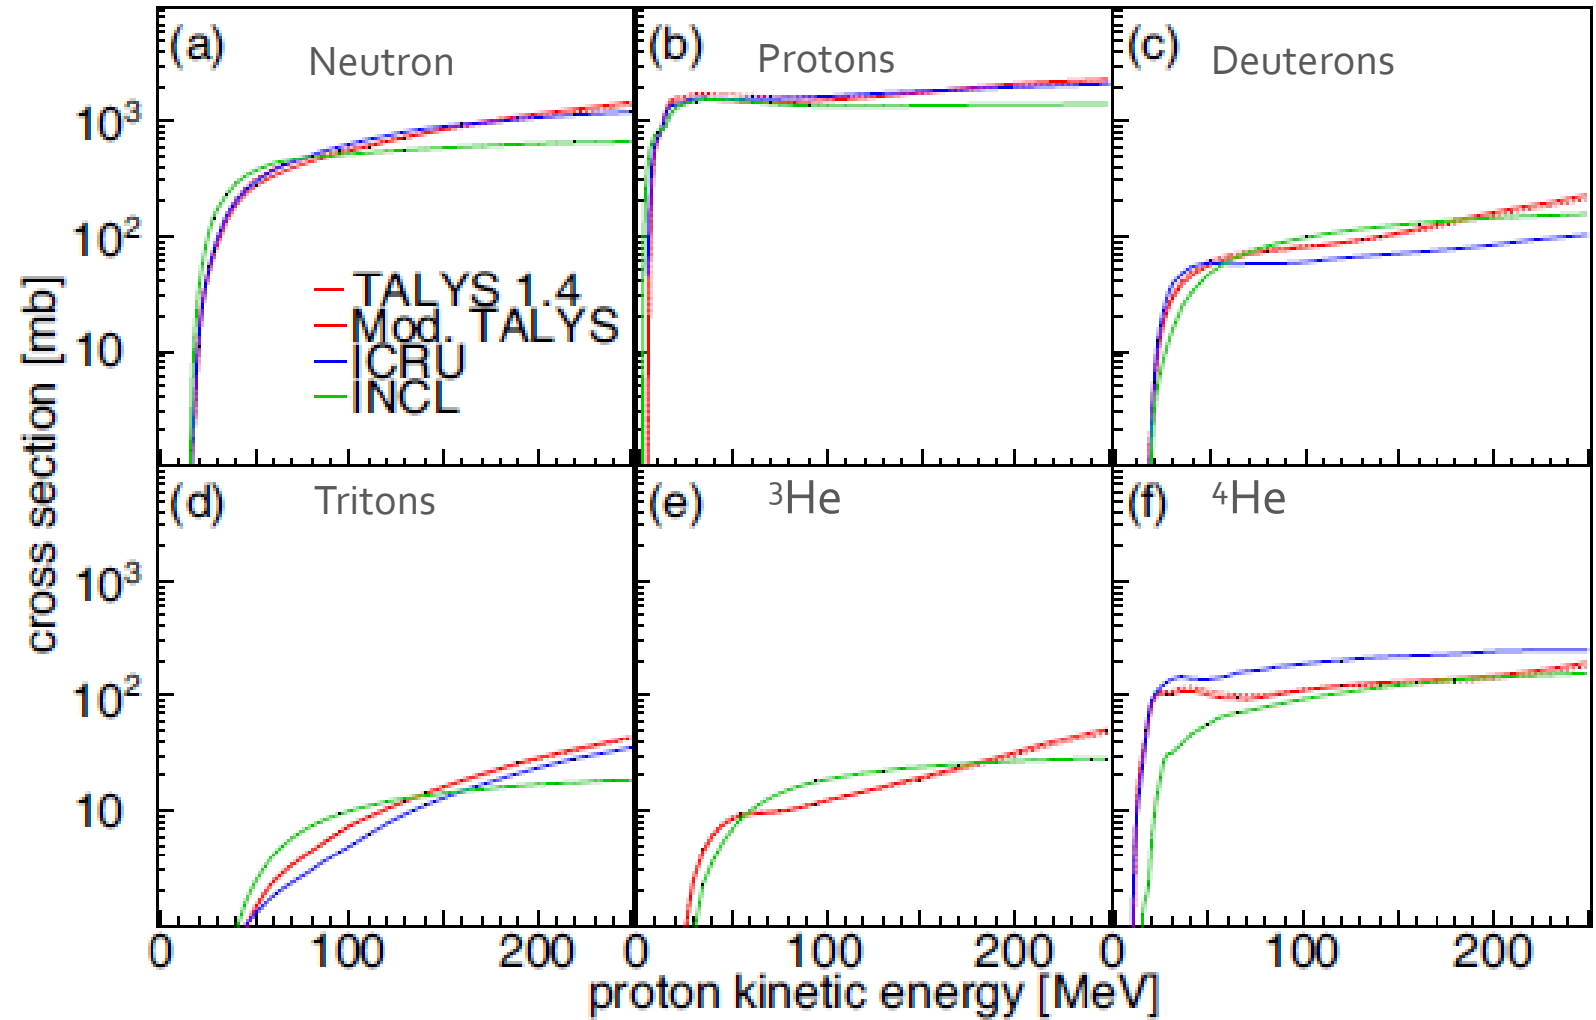 (a) Neutron
(b) Protons
(c) Deuterons
10³
10²
10
TALYS 1.4
Mod. TALYS
ICRU
INCL
cross section [mb]
(d) Tritons
(e) ³He
(f) ⁴He
10³
10²
10
0 100 200 0 100 200 0 100 200
proton kinetic energy [MeV]